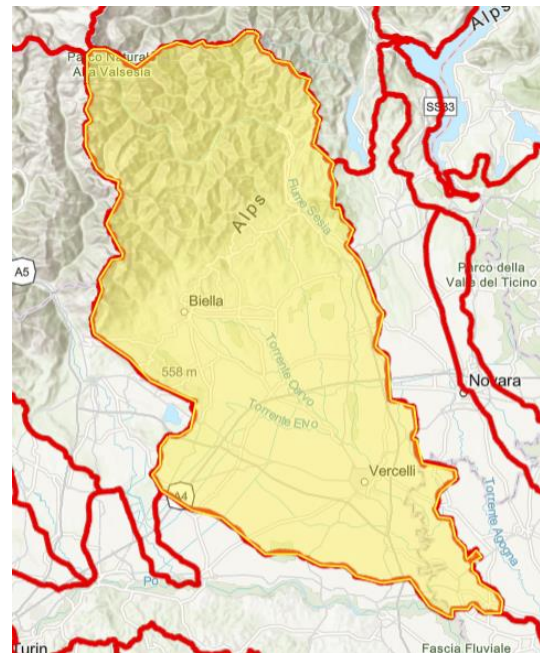 Alps
Parco Natural
Alta Valsesia
SS33
Fiume Sesia
Alps
A5
Parco della
Valle del Ticino
Biella
558 m
Torrente Cervo
Novara
Torrente Elvo
Vercelli
A4
Torrente Agogna
Po
Turin
Fascia Fluviale